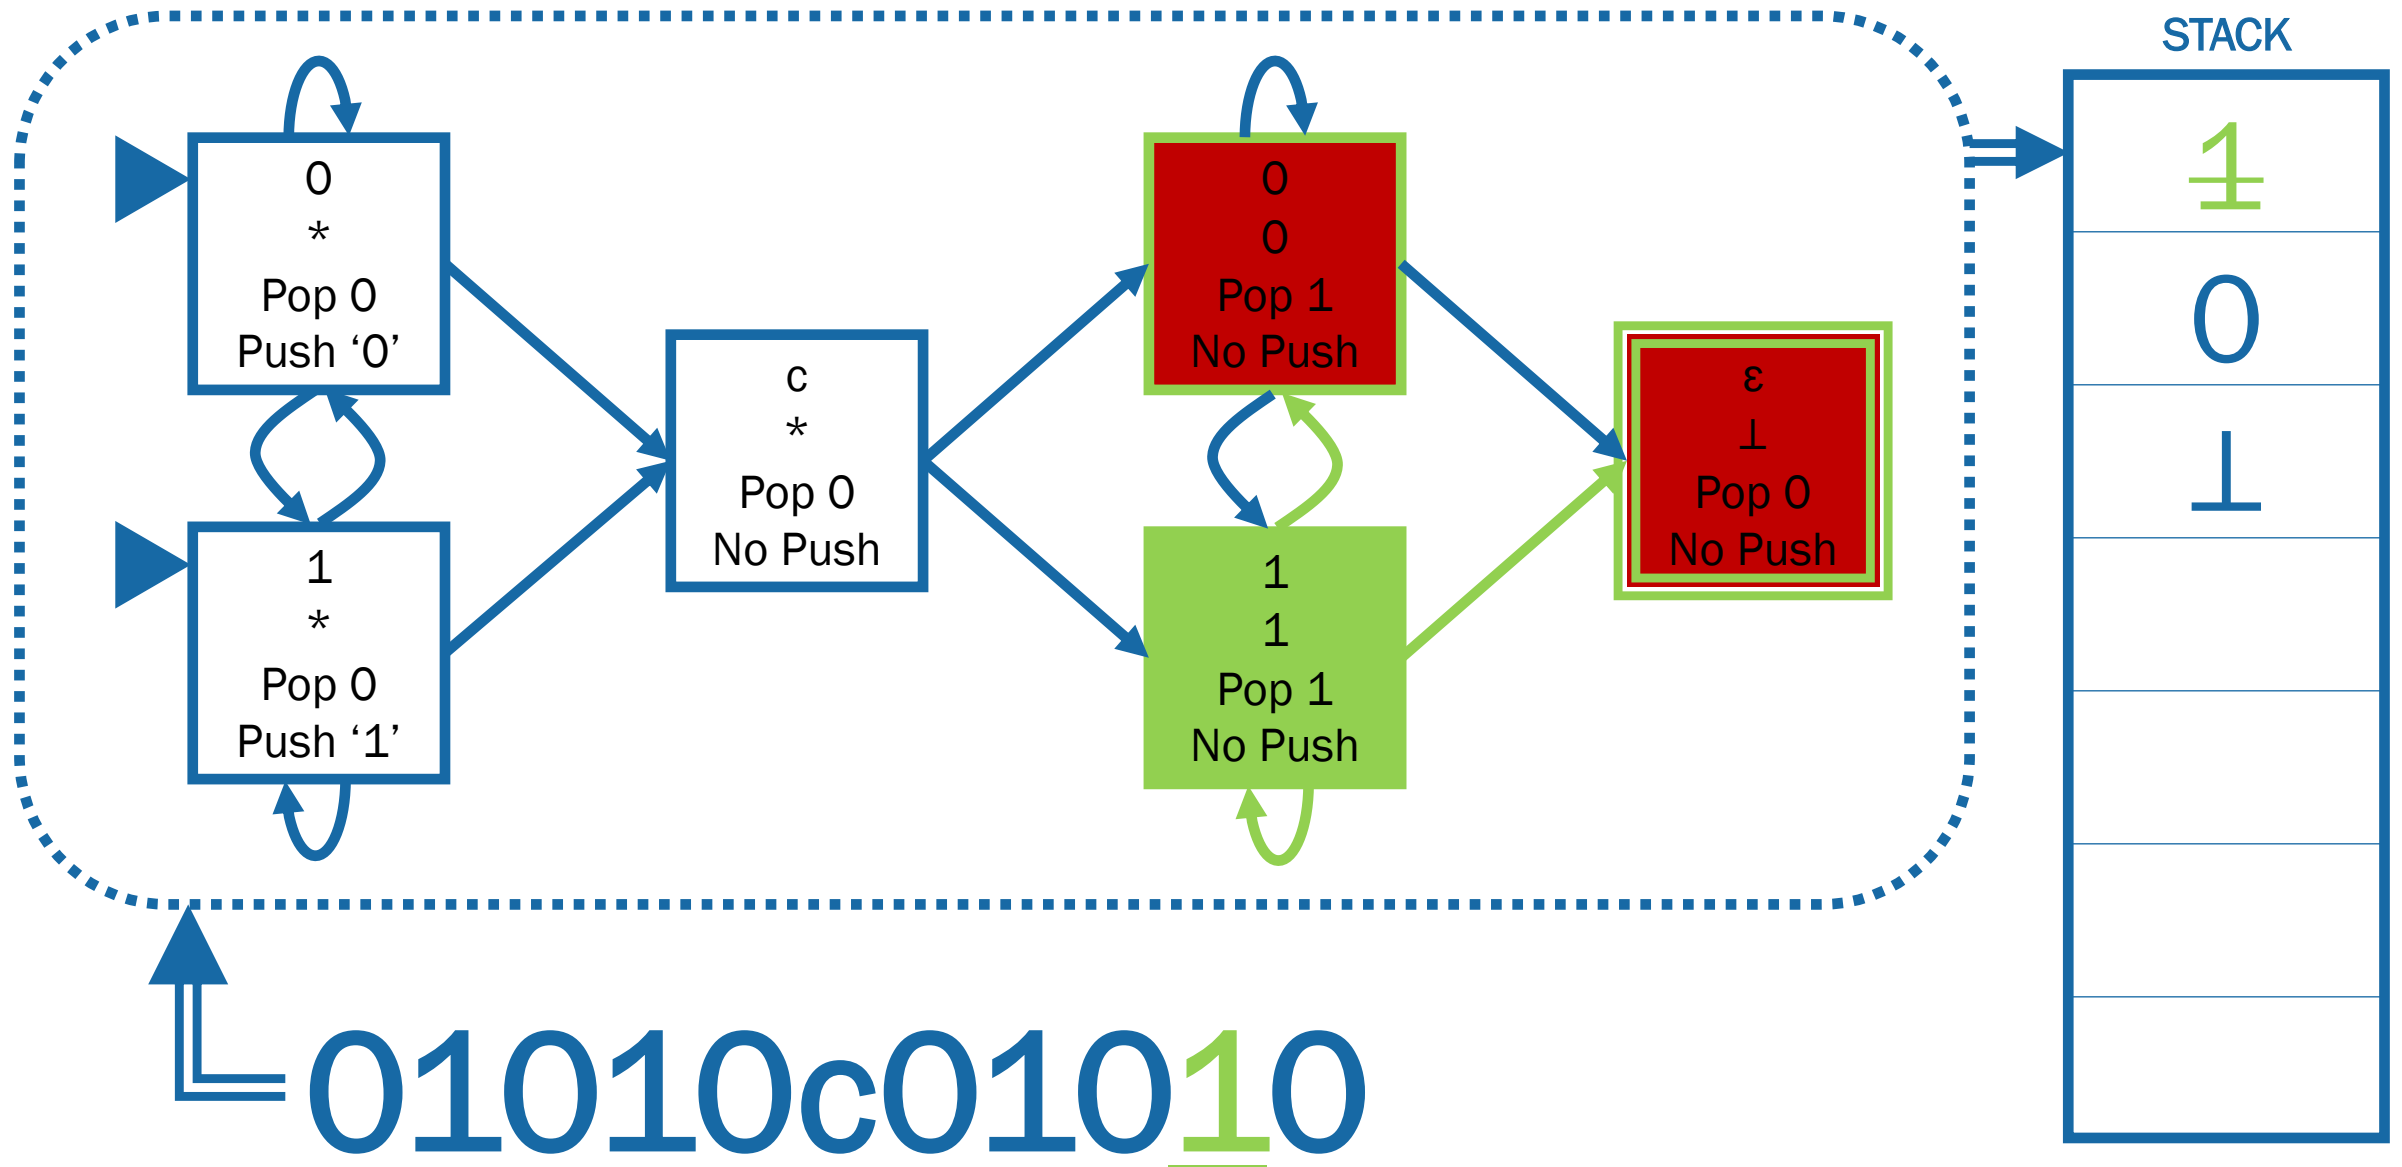 STACK
0
*
Pop 0
Push ‘0’
1
*
Pop 0
Push ‘1’
c
*
Pop 0
No Push
0
0
Pop 1
No Push
1
1
Pop 1
No Push
ε
⊥
Pop 0
No Push
1
0
⊥
01010c01010